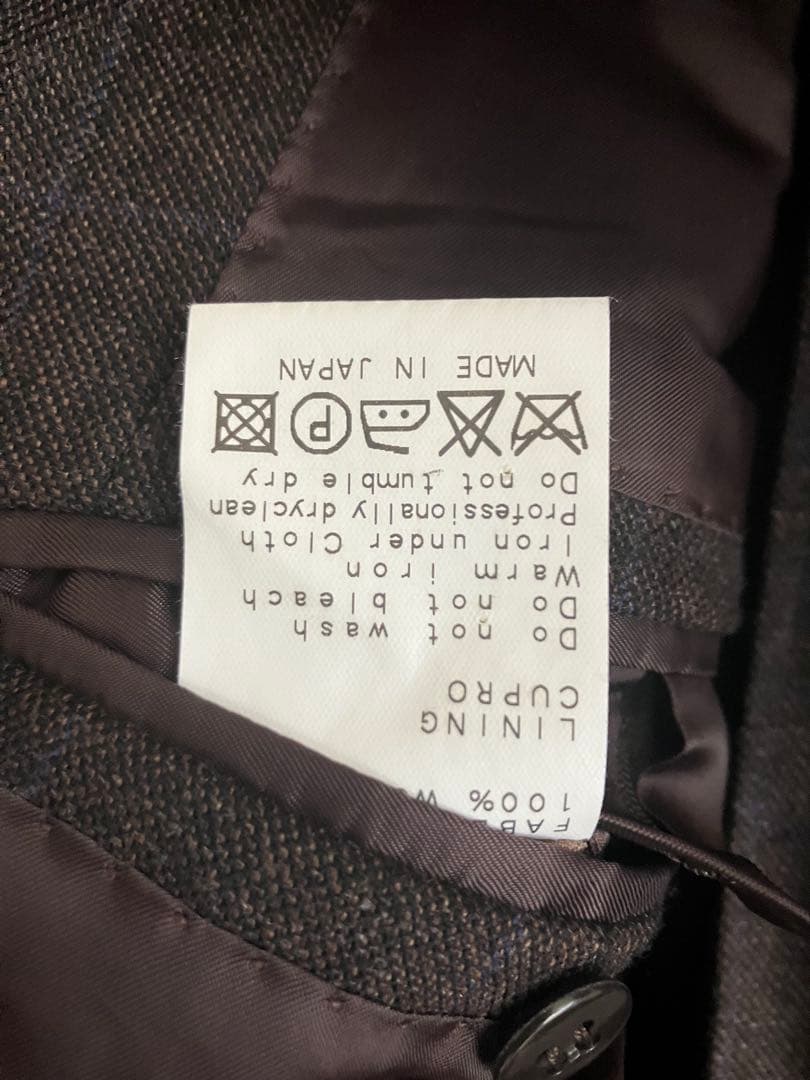 100%
LINING
CUPRO
Do not wash
Do not bleach
Warm iron
Iron under Cloth
Professionally dryclean
Do not tumble dry
P
MADE IN JAPAN